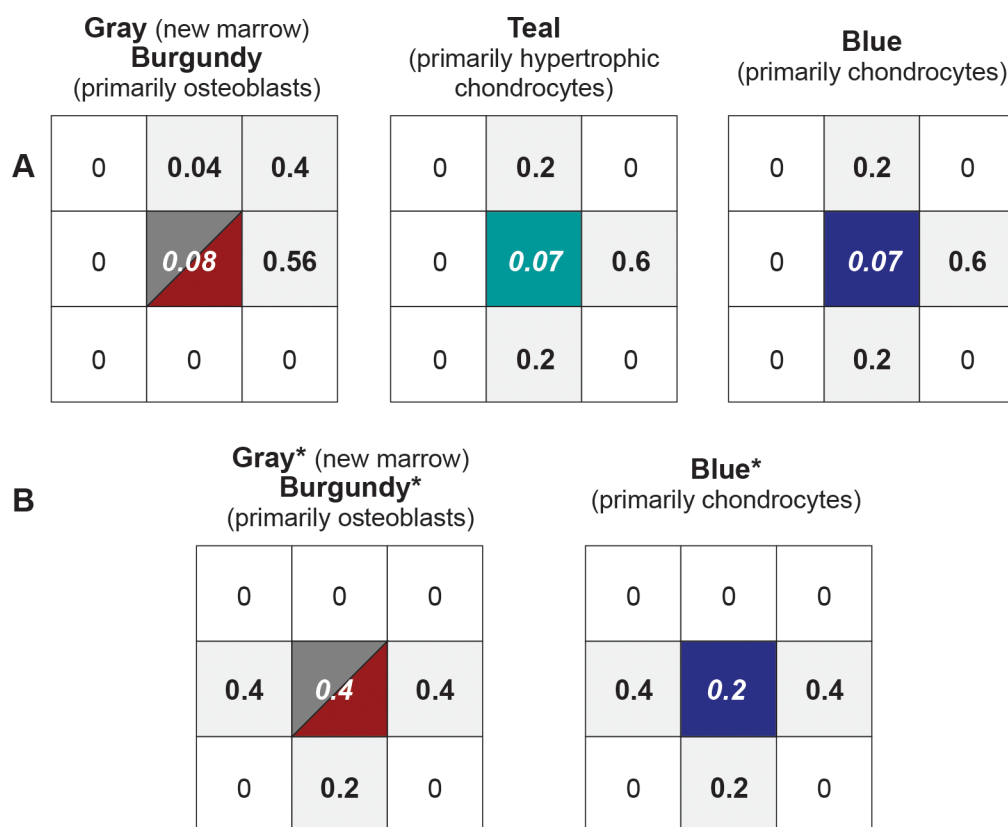 Gray (new marrow)
Burgundy
(primarily osteoblasts)
Teal
(primarily hypertrophic
chondrocytes)
Blue
(primarily chondrocytes)
A
0 0.04 0.4
0 0.08 0.56
0 0 0
0 0.2 0
0 0.07 0.6
0 0.2 0
0 0.2 0
0 0.07 0.6
0 0.2 0
B
Gray* (new marrow)
Burgundy*
(primarily osteoblasts)
Blue*
(primarily chondrocytes)
0 0 0
0.4 0.4 0.4
0 0.2 0
0 0 0
0.4 0.2 0.4
0 0.2 0